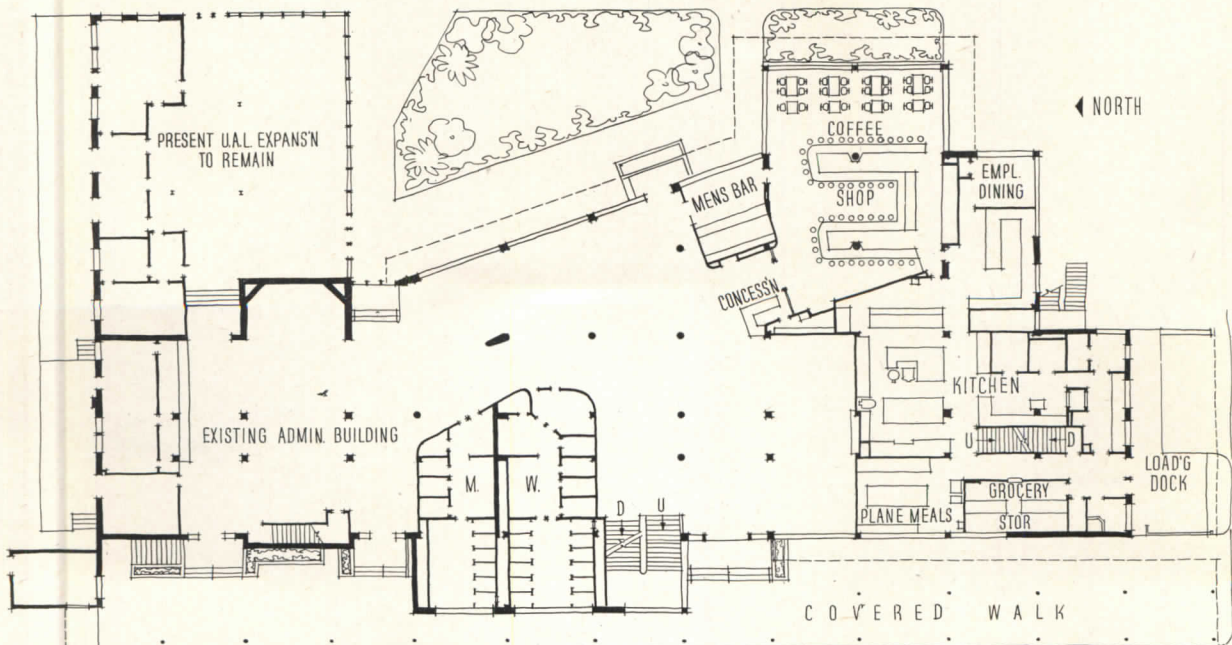 PRESENT U.A.L. EXPANS'N
TO REMAIN
NORTH
COFFEE
SHOP
MENS BAR
EMPL.
DINING
CONCESS'N
KITCHEN
EXISTING ADMIN. BUILDING
U
D
M.
W.
D
U
LOAD'G
DOCK
GROCERY
STOR
PLANE MEALS
COVERED WALK